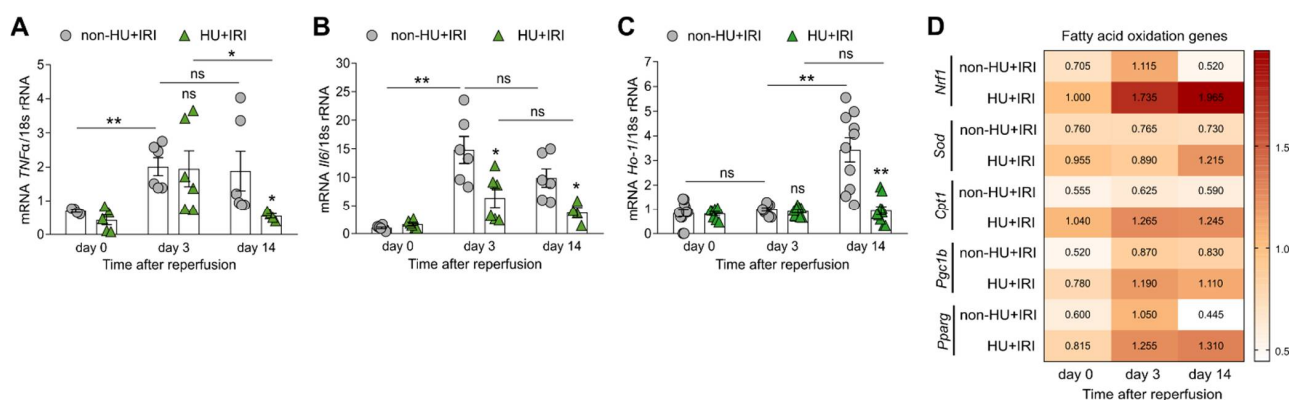 A
non-HU+IRI HU+IRI
mRNA TNFα/18s rRNA
5
4
3
2
1
0
**
ns
ns
*
*
day 0 day 3 day 14
Time after reperfusion
B
non-HU+IRI HU+IRI
mRNA Il6/18s rRNA
30
25
20
15
10
5
0
**
ns
ns
*
*
day 0 day 3 day 14
Time after reperfusion
C
non-HU+IRI HU+IRI
mRNA Ho-1/18s rRNA
7
6
5
4
3
2
1
0
ns
**
ns
ns
**
day 0 day 3 day 14
Time after reperfusion
D
Fatty acid oxidation genes
Nrf1
non-HU+IRI 0.705 1.115 0.520
HU+IRI 1.000 1.735 1.965
Sod
non-HU+IRI 0.760 0.765 0.730
HU+IRI 0.955 0.890 1.215
Cpt1
non-HU+IRI 0.555 0.625 0.590
HU+IRI 1.040 1.265 1.245
Pgc1b
non-HU+IRI 0.520 0.870 0.830
HU+IRI 0.780 1.190 1.110
Pparg
non-HU+IRI 0.600 1.050 0.445
HU+IRI 0.815 1.255 1.310
day 0 day 3 day 14
Time after reperfusion
1.5
1.0
0.5